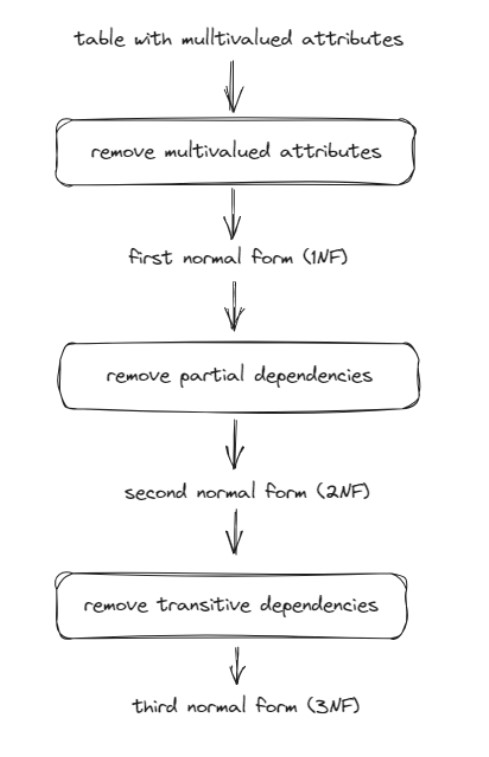 table with mulltivalued attributes
remove multivalued attributes
first normal form (1NF)
remove partial dependencies
second normal form (2NF)
remove transitive dependencies
third normal form (3NF)